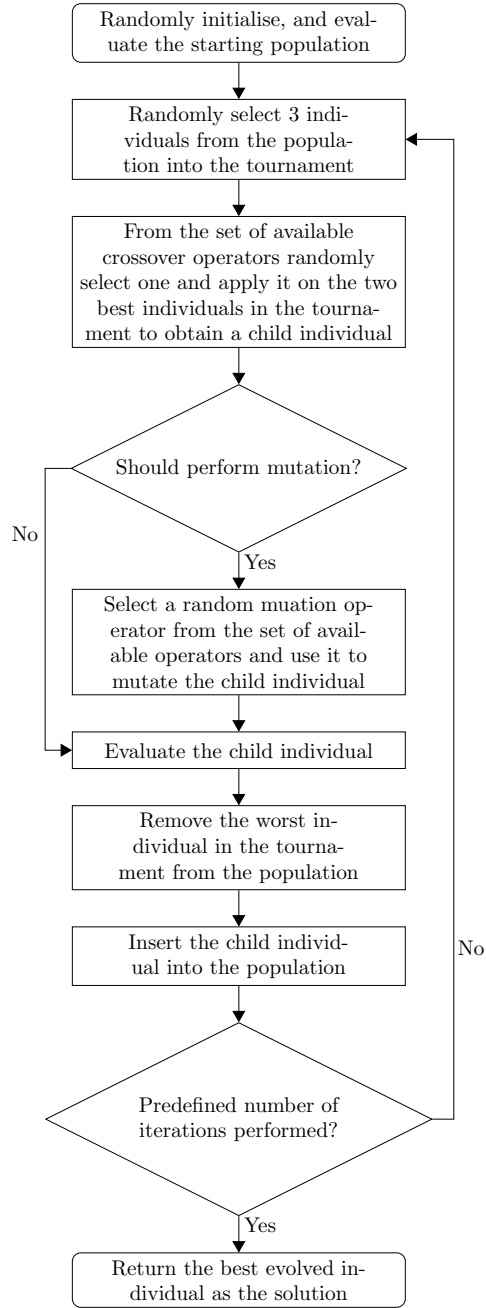 Randomly initialise, and eval-
uate the starting population
Randomly select 3 indi-
viduals from the popula-
tion into the tournament
From the set of available
crossover operators randomly
select one and apply it on the two
best individuals in the tourna-
ment to obtain a child individual
Should perform mutation?
No
Yes
Select a random muation op-
erator from the set of avail-
able operators and use it to
mutate the child individual
Evaluate the child individual
Remove the worst in-
dividual in the tourna-
ment from the population
Insert the child individ-
ual into the population
No
Predefined number of
iterations performed?
Yes
Return the best evolved in-
dividual as the solution